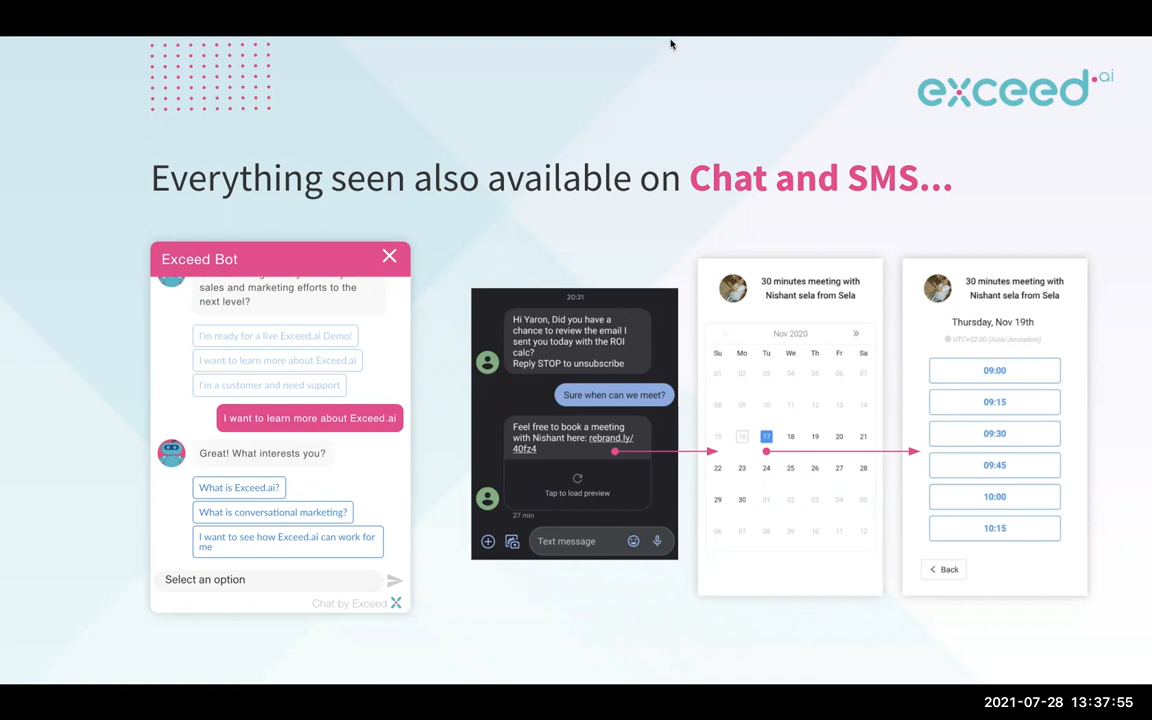 exceed.ai
Everything seen also available on Chat and SMS...
Exceed Bot
sales and marketing efforts to the
next level?
I'm ready for a live Exceed.ai Demo!
I want to learn more about Exceed.ai
I'm a customer and need support
I want to learn more about Exceed.ai
Great! What interests you?
What is Exceed.ai?
What is conversational marketing?
I want to see how Exceed.ai can work for
me
Select an option
Chat by Exceed
20:31
Hi Yaron, Did you have a
chance to review the email I
sent you today with the ROI
calc?
Reply STOP to unsubscribe
Sure when can we meet?
Feel free to book a meeting
with Nishant here: rebrand.ly/
40fz4
Tap to load preview
27 min
Text message
30 minutes meeting with
Nishant sela from Sela
Nov 2020 »
Su Mo Tu We Th Fr Sa
01 02 03 04 05 06 07
08 09 10 11 12 13 14
15 16 17 18 19 20 21
22 23 24 25 26 27 28
29 30 01 02 03 04 05
06 07 08 09 10 11 12
30 minutes meeting with
Nishant sela from Sela
Thursday, Nov 19th
UTC+02:00 (Asia/Jerusalem)
09:00
09:15
09:30
09:45
10:00
10:15
Back
2021-07-28 13:37:55